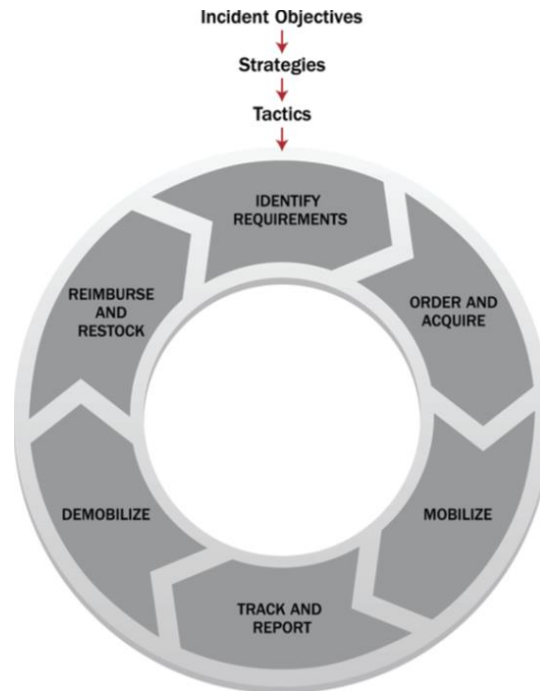 Incident Objectives
Strategies
Tactics
IDENTIFY
REQUIREMENTS
ORDER AND
ACQUIRE
MOBILIZE
TRACK AND
REPORT
DEMOBILIZE
REIMBURSE
AND
RESTOCK